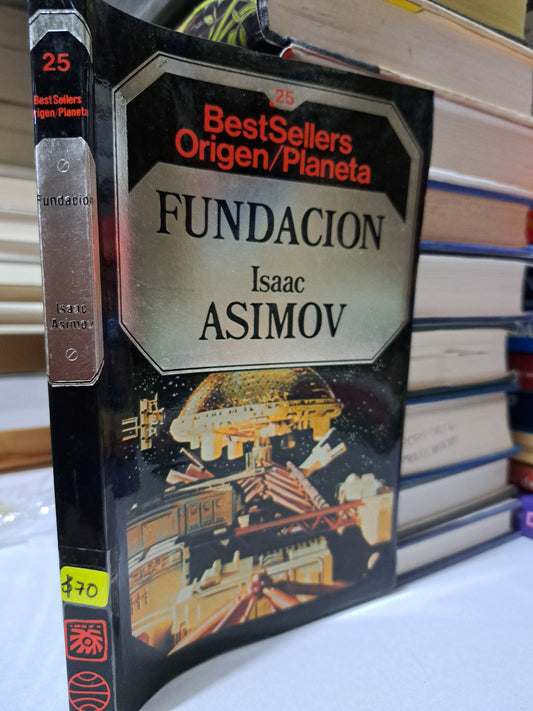 25
BestSellers
Origen/Planeta
FUNDACION
Isaac
ASIMOV
25
BestSellers
Origen/Planeta
Fundacion
Isaac
Asimov
$70